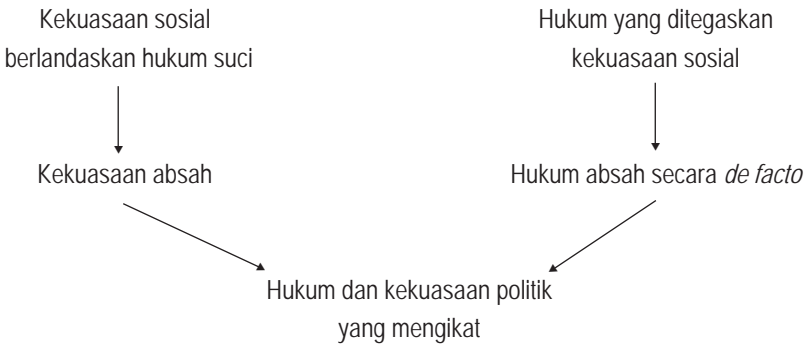 Kekuasaan sosial
berlandaskan hukum suci
Hukum yang ditegaskan
kekuasaan sosial
Kekuasaan absah
Hukum absah secara de facto
Hukum dan kekuasaan politik
yang mengikat